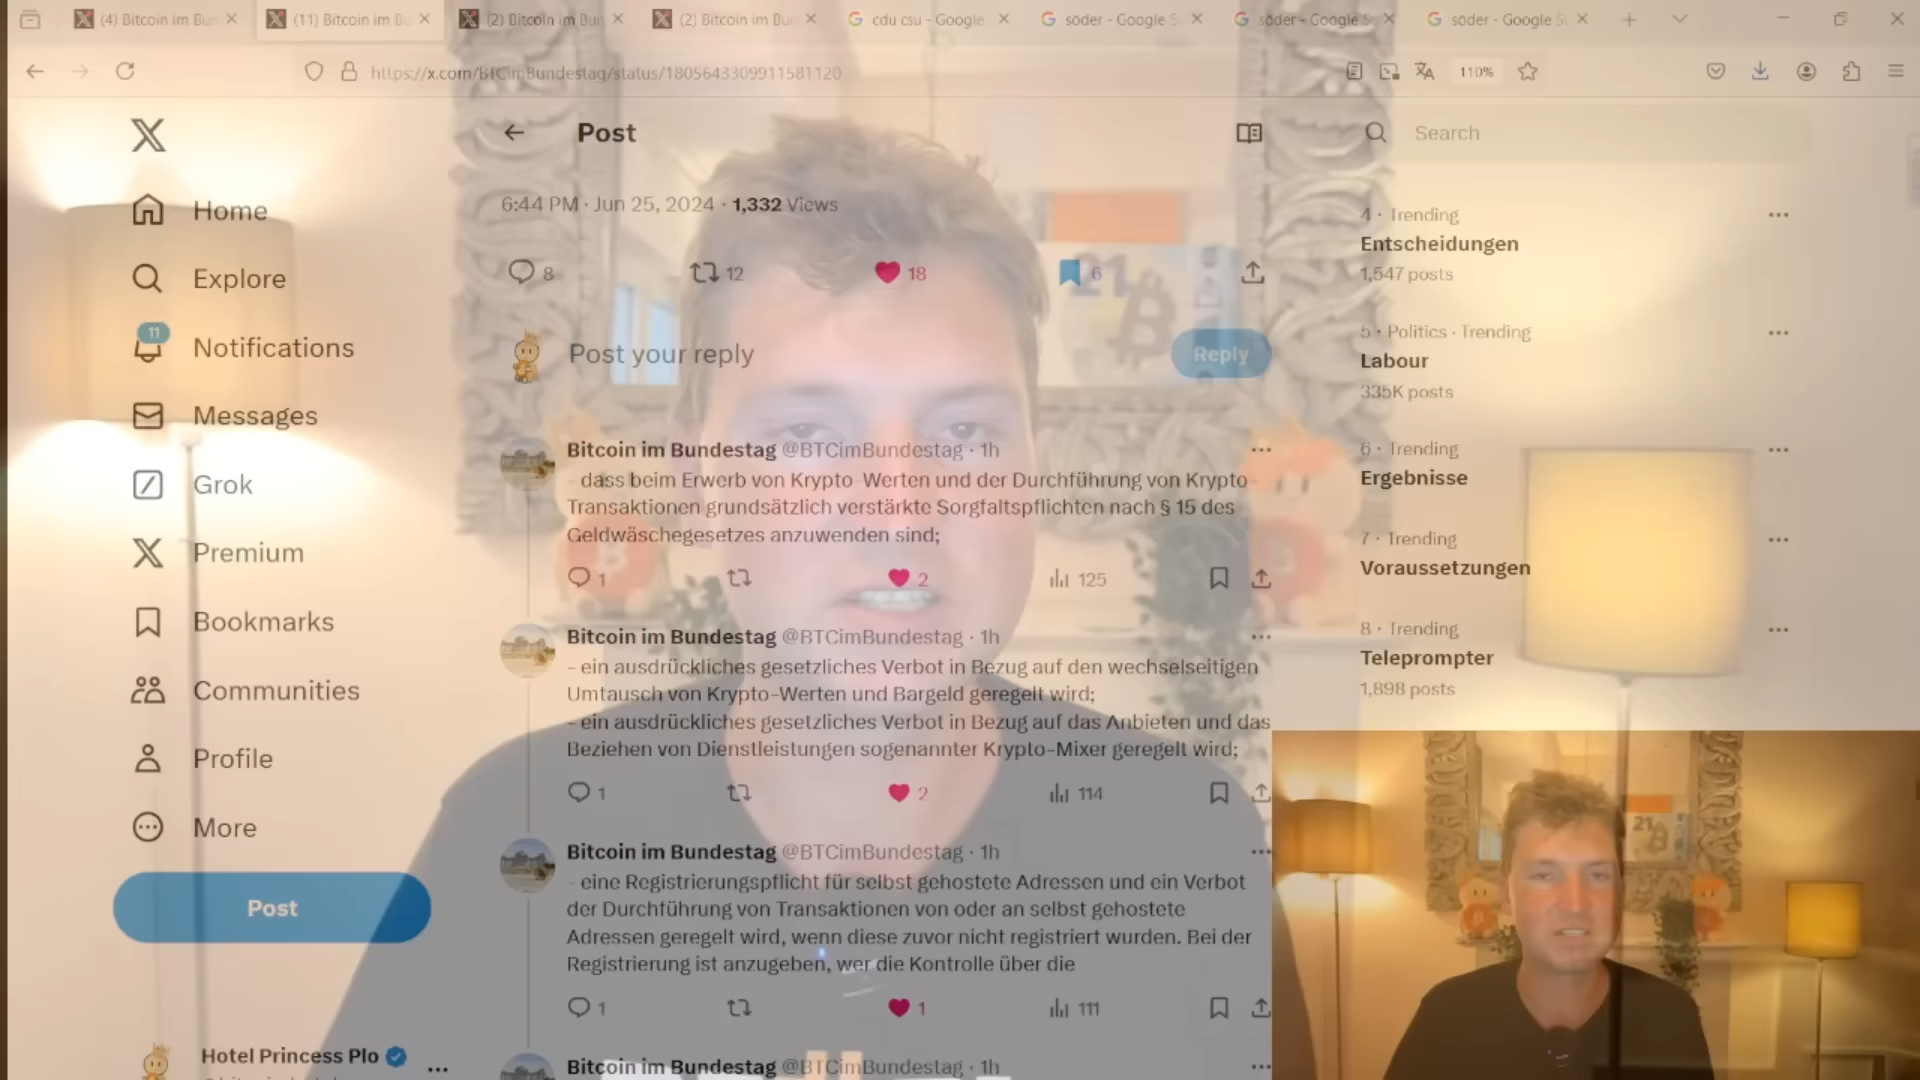 (4) Bitcoin im Bun
(11) Bitcoin im B
(2) Bitcoin im Bun
(2) Bitcoin im Bu
cdu csu - Google
söder - Google S
söder - Google S
söder - Google S
https://x.com/BTCimBundestag/status/1805643309911581120
110%
Post
Search
6:44 PM · Jun 25, 2024 · 1,332 Views
8
12
18
6
Post your reply
Reply
Home
Explore
11
Notifications
Messages
Grok
Premium
Bookmarks
Communities
Profile
More
Post
Hotel Princess Plo
Bitcoin im Bundestag @BTCimBundestag · 1h
- dass beim Erwerb von Krypto-Werten und der Durchführung von Krypto-
Transaktionen grundsätzlich verstärkte Sorgfaltspflichten nach § 15 des
Geldwäschegesetzes anzuwenden sind;
1
2
125
Bitcoin im Bundestag @BTCimBundestag · 1h
- ein ausdrückliches gesetzliches Verbot in Bezug auf den wechselseitigen
Umtausch von Krypto-Werten und Bargeld geregelt wird;
- ein ausdrückliches gesetzliches Verbot in Bezug auf das Anbieten und das
Beziehen von Dienstleistungen sogenannter Krypto-Mixer geregelt wird;
1
2
114
Bitcoin im Bundestag @BTCimBundestag · 1h
- eine Registrierungspflicht für selbst gehostete Adressen und ein Verbot
der Durchführung von Transaktionen von oder an selbst gehostete
Adressen geregelt wird, wenn diese zuvor nicht registriert wurden. Bei der
Registrierung ist anzugeben, wer die Kontrolle über die
1
1
111
Bitcoin im Bundestag @BTCimBundestag · 1h
4 · Trending
Entscheidungen
1,547 posts
5 · Politics · Trending
Labour
335K posts
6 · Trending
Ergebnisse
7 · Trending
Voraussetzungen
8 · Trending
Teleprompter
1,898 posts
21
21